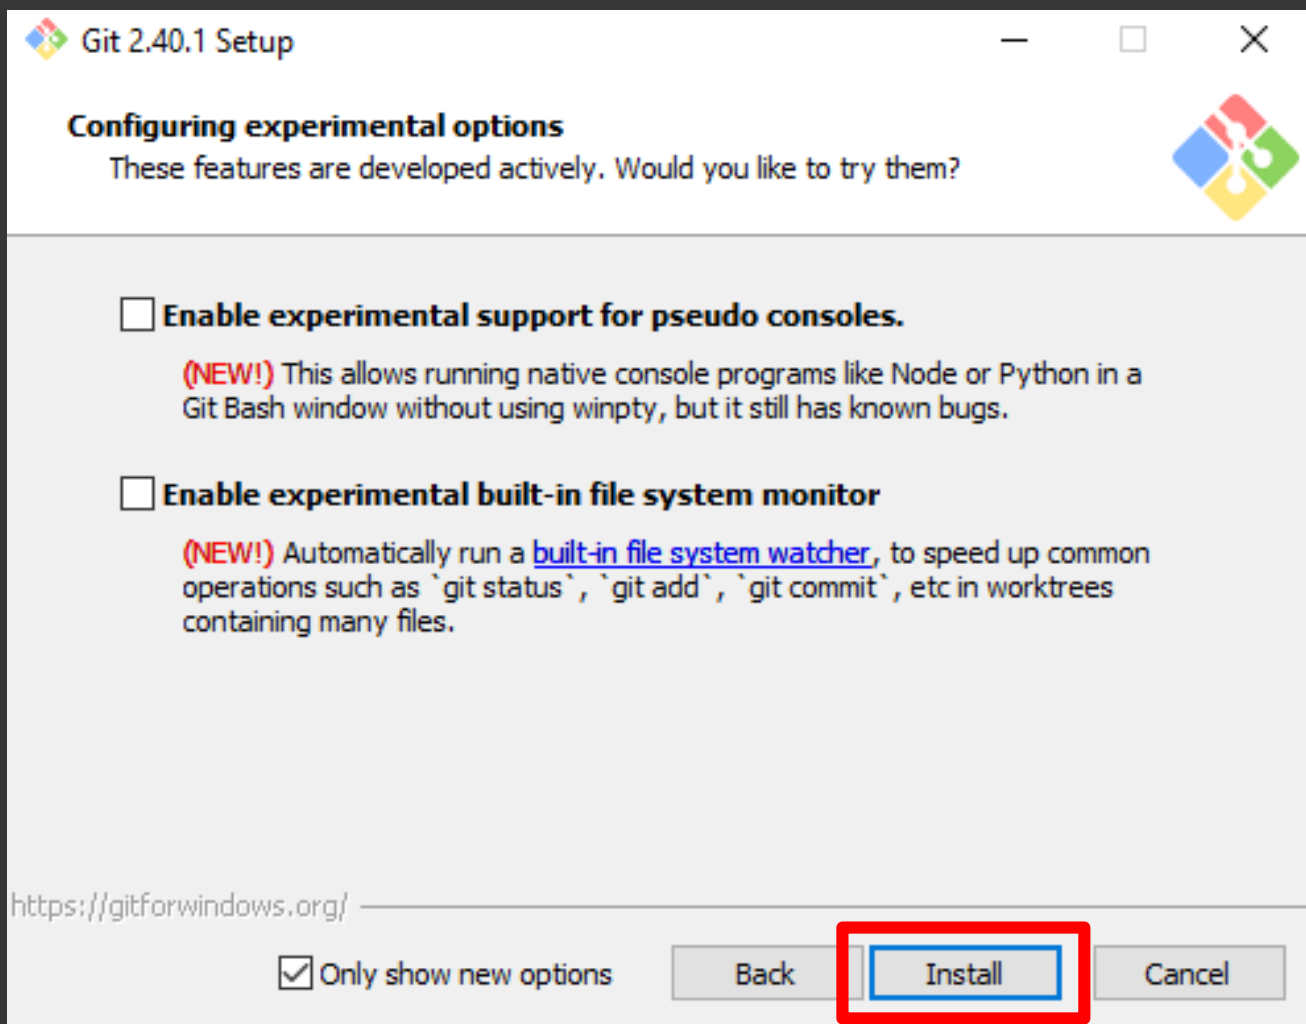 Git 2.40.1 Setup
Configuring experimental options
These features are developed actively. Would you like to try them?
Enable experimental support for pseudo consoles.
(NEW!) This allows running native console programs like Node or Python in a
Git Bash window without using winpty, but it still has known bugs.
Enable experimental built-in file system monitor
(NEW!) Automatically run a built-in file system watcher, to speed up common
operations such as `git status`, `git add`, `git commit`, etc in worktrees
containing many files.
https://gitforwindows.org/
Only show new options
Back
Install
Cancel